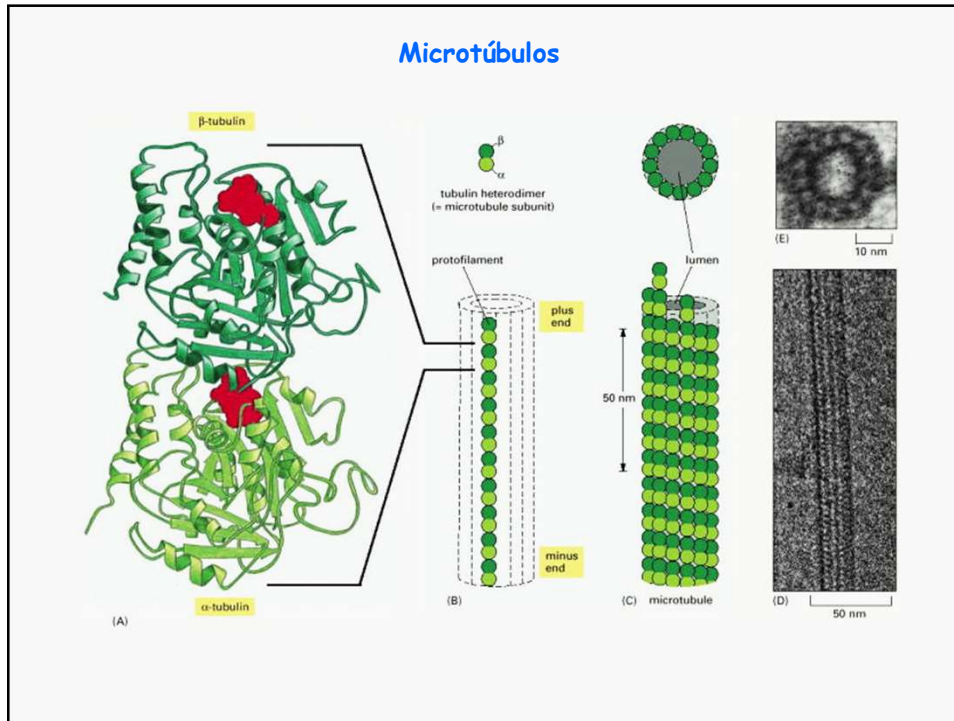 Microtúbulos
β-tubulin
α-tubulin
(A)
β
α
tubulin heterodimer
(= microtubule subunit)
protofilament
plus
end
minus
end
(B)
lumen
50 nm
(C) microtubule
(E)
10 nm
(D)
50 nm